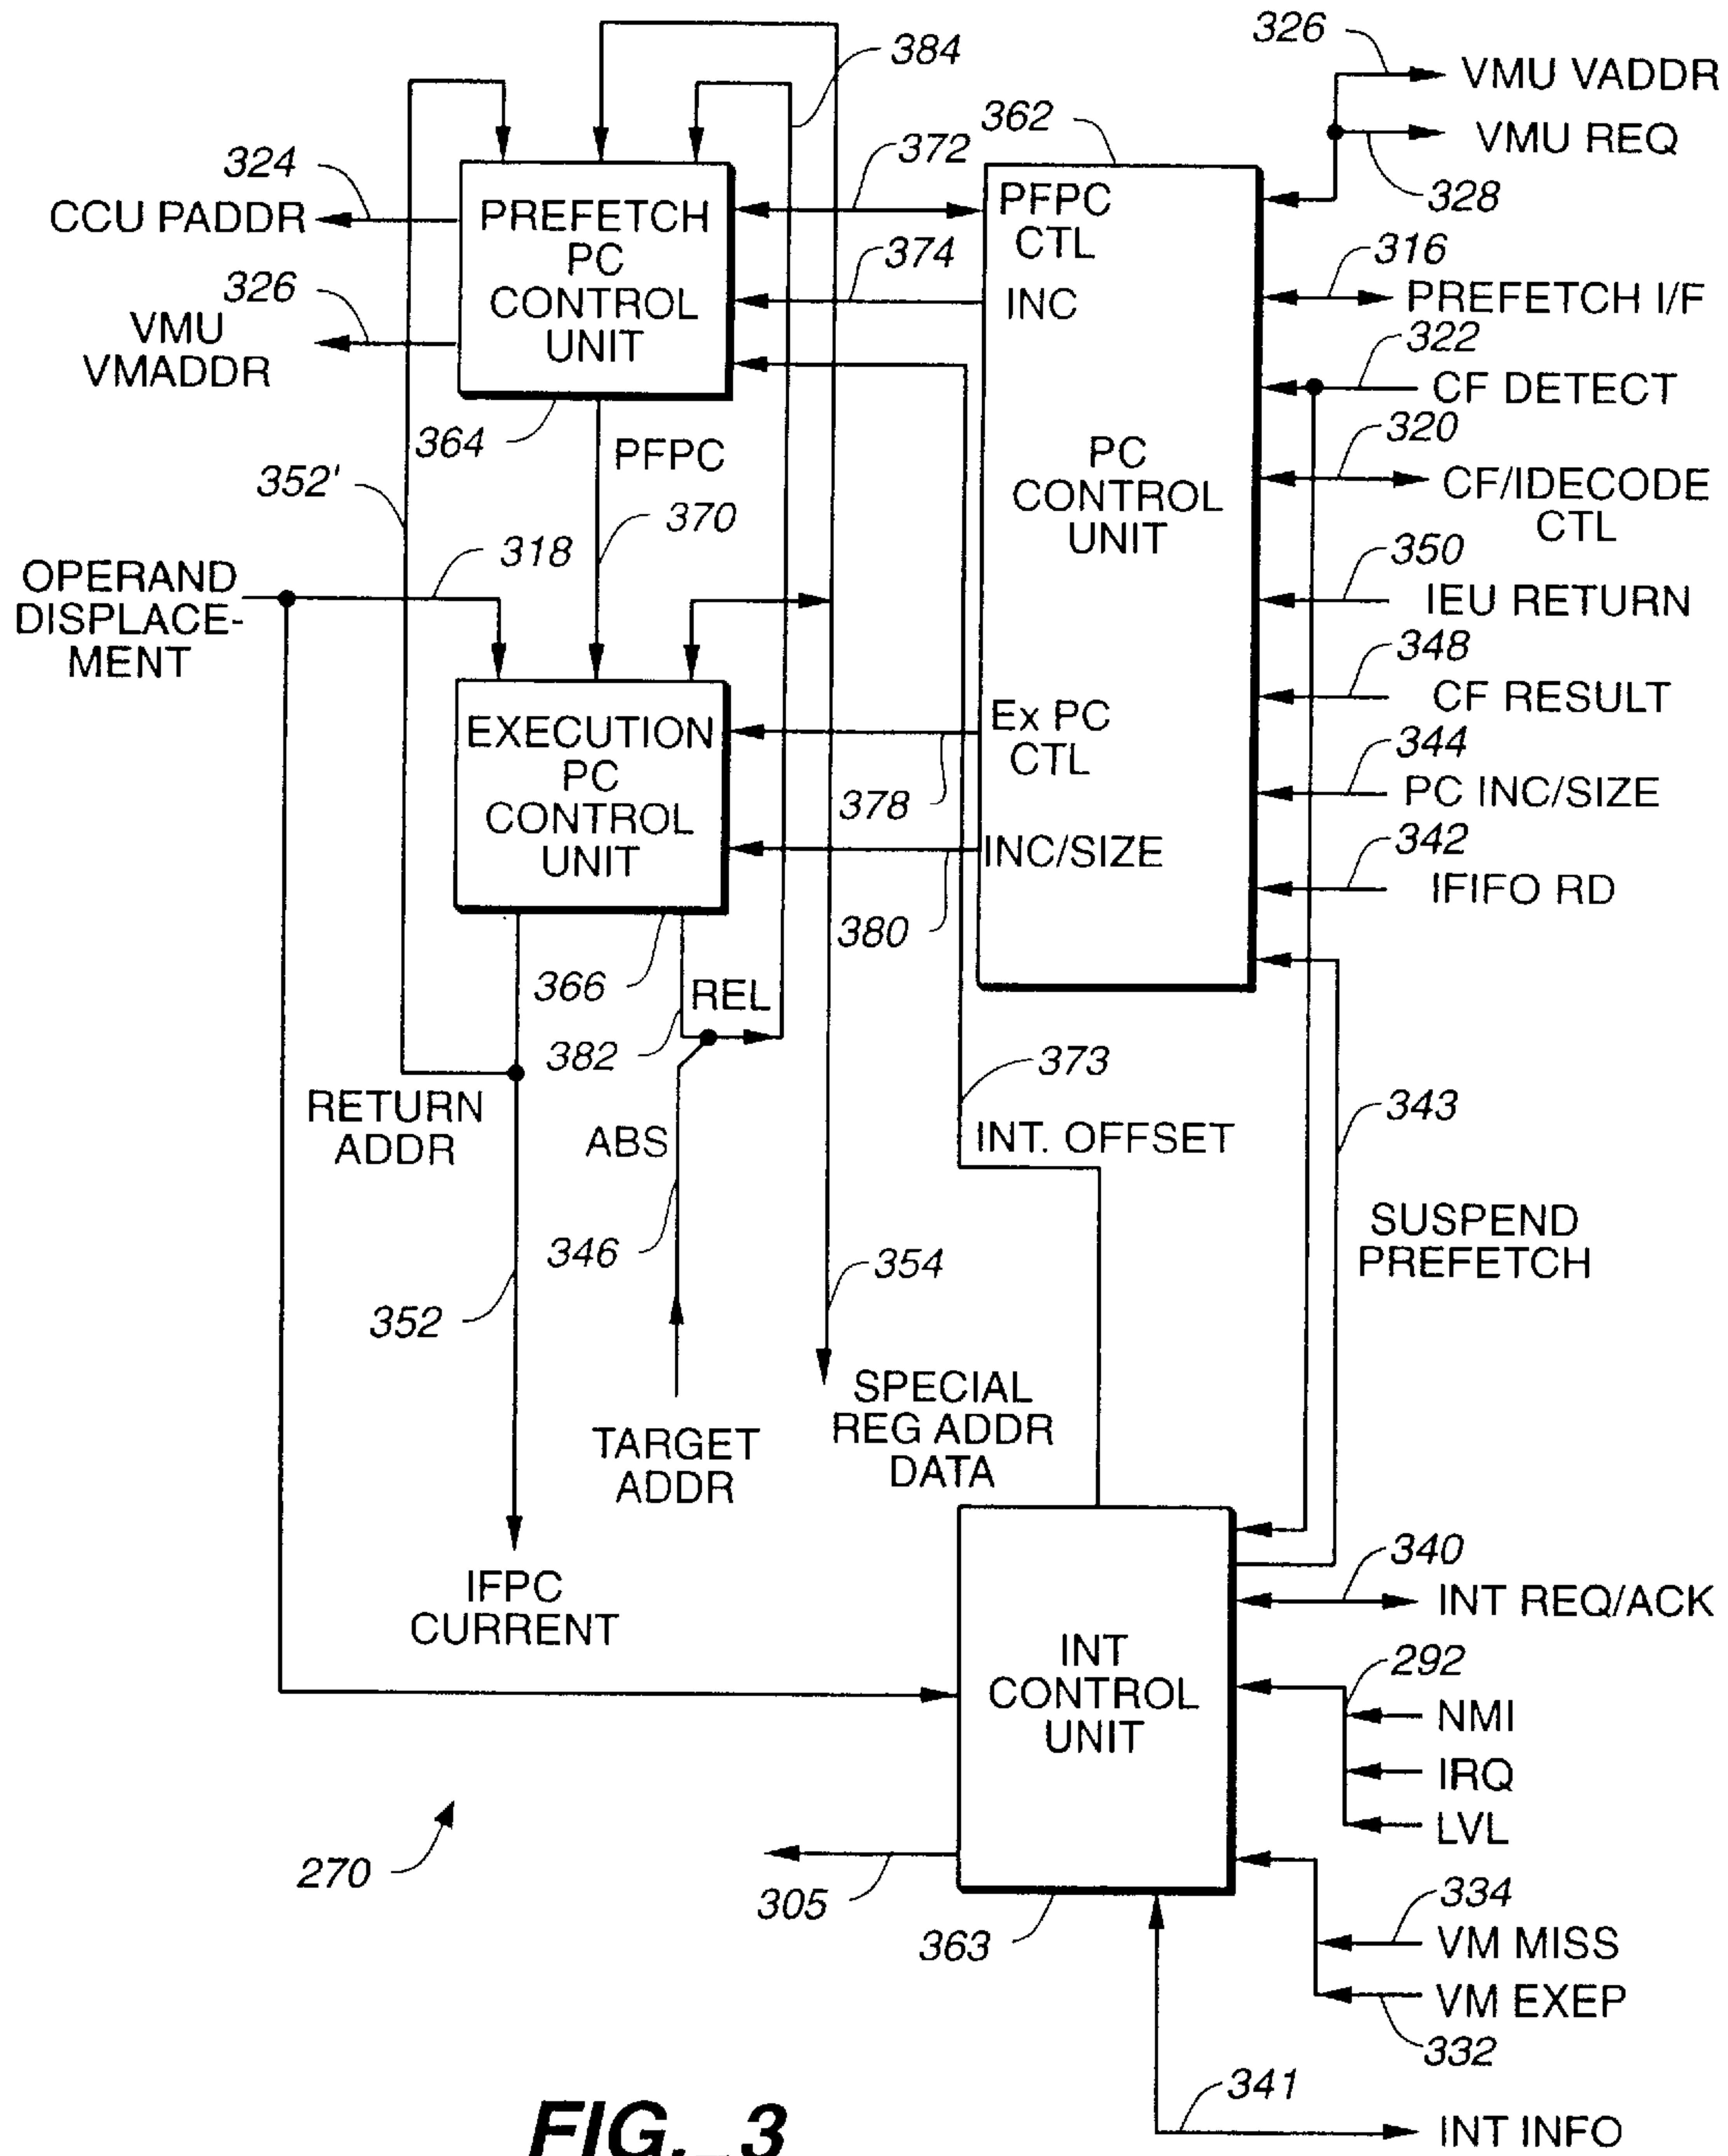 326
VMU VADDR
384
362
VMU REQ
372
324
328
CCU PADDR
PREFETCH
PC
CONTROL
UNIT
PFPC
CTL
374
316
326
INC
PREFETCH I/F
VMU
VMADDR
322
CF DETECT
364
PFPC
320
PC
CONTROL
UNIT
352'
CF/IDECODE
CTL
370
318
350
OPERAND
DISPLACE-
MENT
IEU RETURN
348
EXECUTION
PC
CONTROL
UNIT
Ex PC
CTL
CF RESULT
344
378
PC INC/SIZE
342
INC/SIZE
IFIFO RD
380
366
REL
382
373
343
RETURN
ADDR
ABS
INT. OFFSET
SUSPEND
PREFETCH
346
354
352
SPECIAL
REG ADDR
DATA
TARGET
ADDR
340
IFPC
CURRENT
INT REQ/ACK
INT
CONTROL
UNIT
292
NMI
IRQ
LVL
270
305
334
363
VM MISS
VM EXEP
332
341
INT INFO
FIG._3